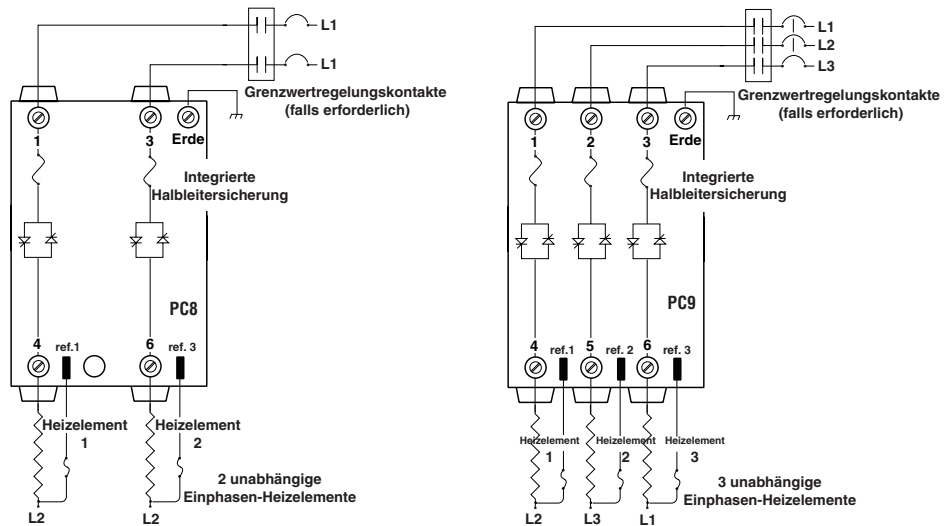 L1
L1
Grenzwertregelungskontakte
(falls erforderlich)
1
3
Erde
Integrierte
Halbleitersicherung
PC8
4
ref.1
6
ref. 3
Heizelement
1
Heizelement
2
2 unabhängige
Einphasen-Heizelemente
L2
L2
L1
L2
L3
Grenzwertregelungskontakte
(falls erforderlich)
1
2
3
Erde
Integrierte
Halbleitersicherung
PC9
4
ref.1
5
ref. 2
6
ref. 3
Heizelement
1
Heizelement
2
Heizelement
3
3 unabhängige
Einphasen-Heizelemente
L2
L3
L1